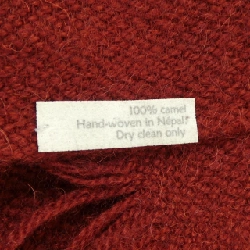 100% camel
Hand-woven in Nepal
Dry clean only